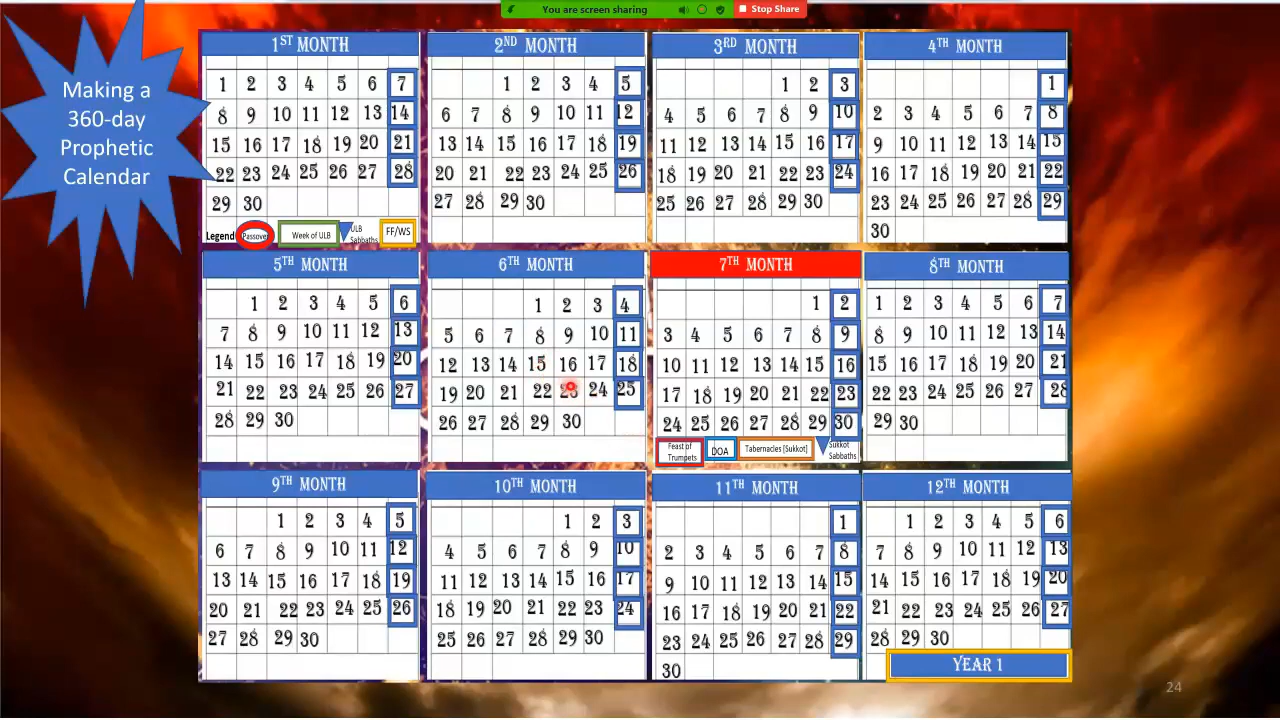 You are screen sharing
Stop Share
Making a
360-day
Prophetic
Calendar
1ST MONTH
1 2 3 4 5 6 7
8 9 10 11 12 13 14
15 16 17 18 19 20 21
22 23 24 25 26 27 28
29 30
Legend Passover Week of ULB ULB Sabbaths FF/WS
2ND MONTH
1 2 3 4 5
6 7 8 9 10 11 12
13 14 15 16 17 18 19
20 21 22 23 24 25 26
27 28 29 30
3RD MONTH
1 2 3
4 5 6 7 8 9 10
11 12 13 14 15 16 17
18 19 20 21 22 23 24
25 26 27 28 29 30
4TH MONTH
1
2 3 4 5 6 7 8
9 10 11 12 13 14 15
16 17 18 19 20 21 22
23 24 25 26 27 28 29
30
5TH MONTH
1 2 3 4 5 6
7 8 9 10 11 12 13
14 15 16 17 18 19 20
21 22 23 24 25 26 27
28 29 30
6TH MONTH
1 2 3 4
5 6 7 8 9 10 11
12 13 14 15 16 17 18
19 20 21 22 23 24 25
26 27 28 29 30
7TH MONTH
1 2
3 4 5 6 7 8 9
10 11 12 13 14 15 16
17 18 19 20 21 22 23
24 25 26 27 28 29 30
Feast of Trumpets DOA Tabernacles [Sukkot] Sukkot Sabbaths
8TH MONTH
1 2 3 4 5 6 7
8 9 10 11 12 13 14
15 16 17 18 19 20 21
22 23 24 25 26 27 28
29 30
9TH MONTH
1 2 3 4 5
6 7 8 9 10 11 12
13 14 15 16 17 18 19
20 21 22 23 24 25 26
27 28 29 30
10TH MONTH
1 2 3
4 5 6 7 8 9 10
11 12 13 14 15 16 17
18 19 20 21 22 23 24
25 26 27 28 29 30
11TH MONTH
1
2 3 4 5 6 7 8
9 10 11 12 13 14 15
16 17 18 19 20 21 22
23 24 25 26 27 28 29
30
12TH MONTH
1 2 3 4 5 6
7 8 9 10 11 12 13
14 15 16 17 18 19 20
21 22 23 24 25 26 27
28 29 30
YEAR 1
24